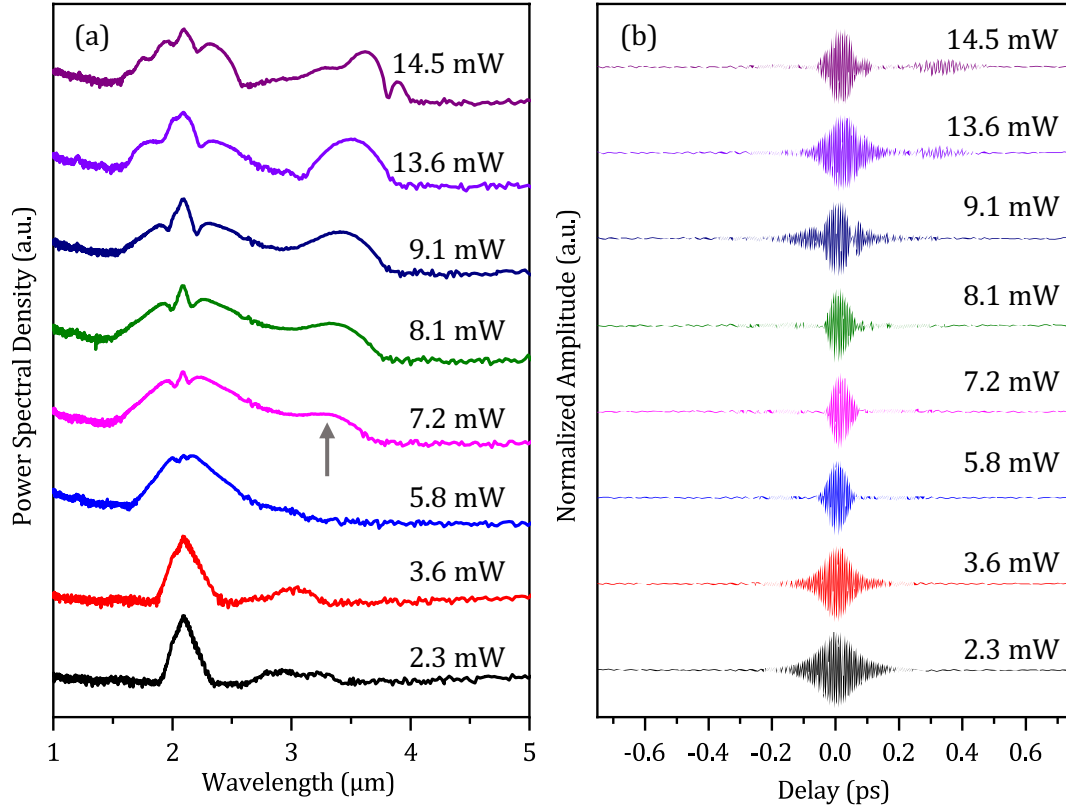 (a)
14.5 mW
13.6 mW
9.1 mW
8.1 mW
7.2 mW
5.8 mW
3.6 mW
2.3 mW
Power Spectral Density (a.u.)
1 2 3 4 5
Wavelength (μm)
(b)
14.5 mW
13.6 mW
9.1 mW
8.1 mW
7.2 mW
5.8 mW
3.6 mW
2.3 mW
Normalized Amplitude (a.u.)
-0.6 -0.4 -0.2 0.0 0.2 0.4 0.6
Delay (ps)